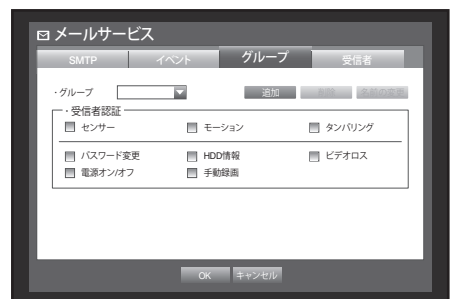 メールサービス
SMTP イベント グループ 受信者
・グループ 追加 削除 名前の変更
・受信者認証
センサー モーション タンパリング
パスワード変更 HDD情報 ビデオロス
電源オン/オフ 手動録画
OK キャンセル